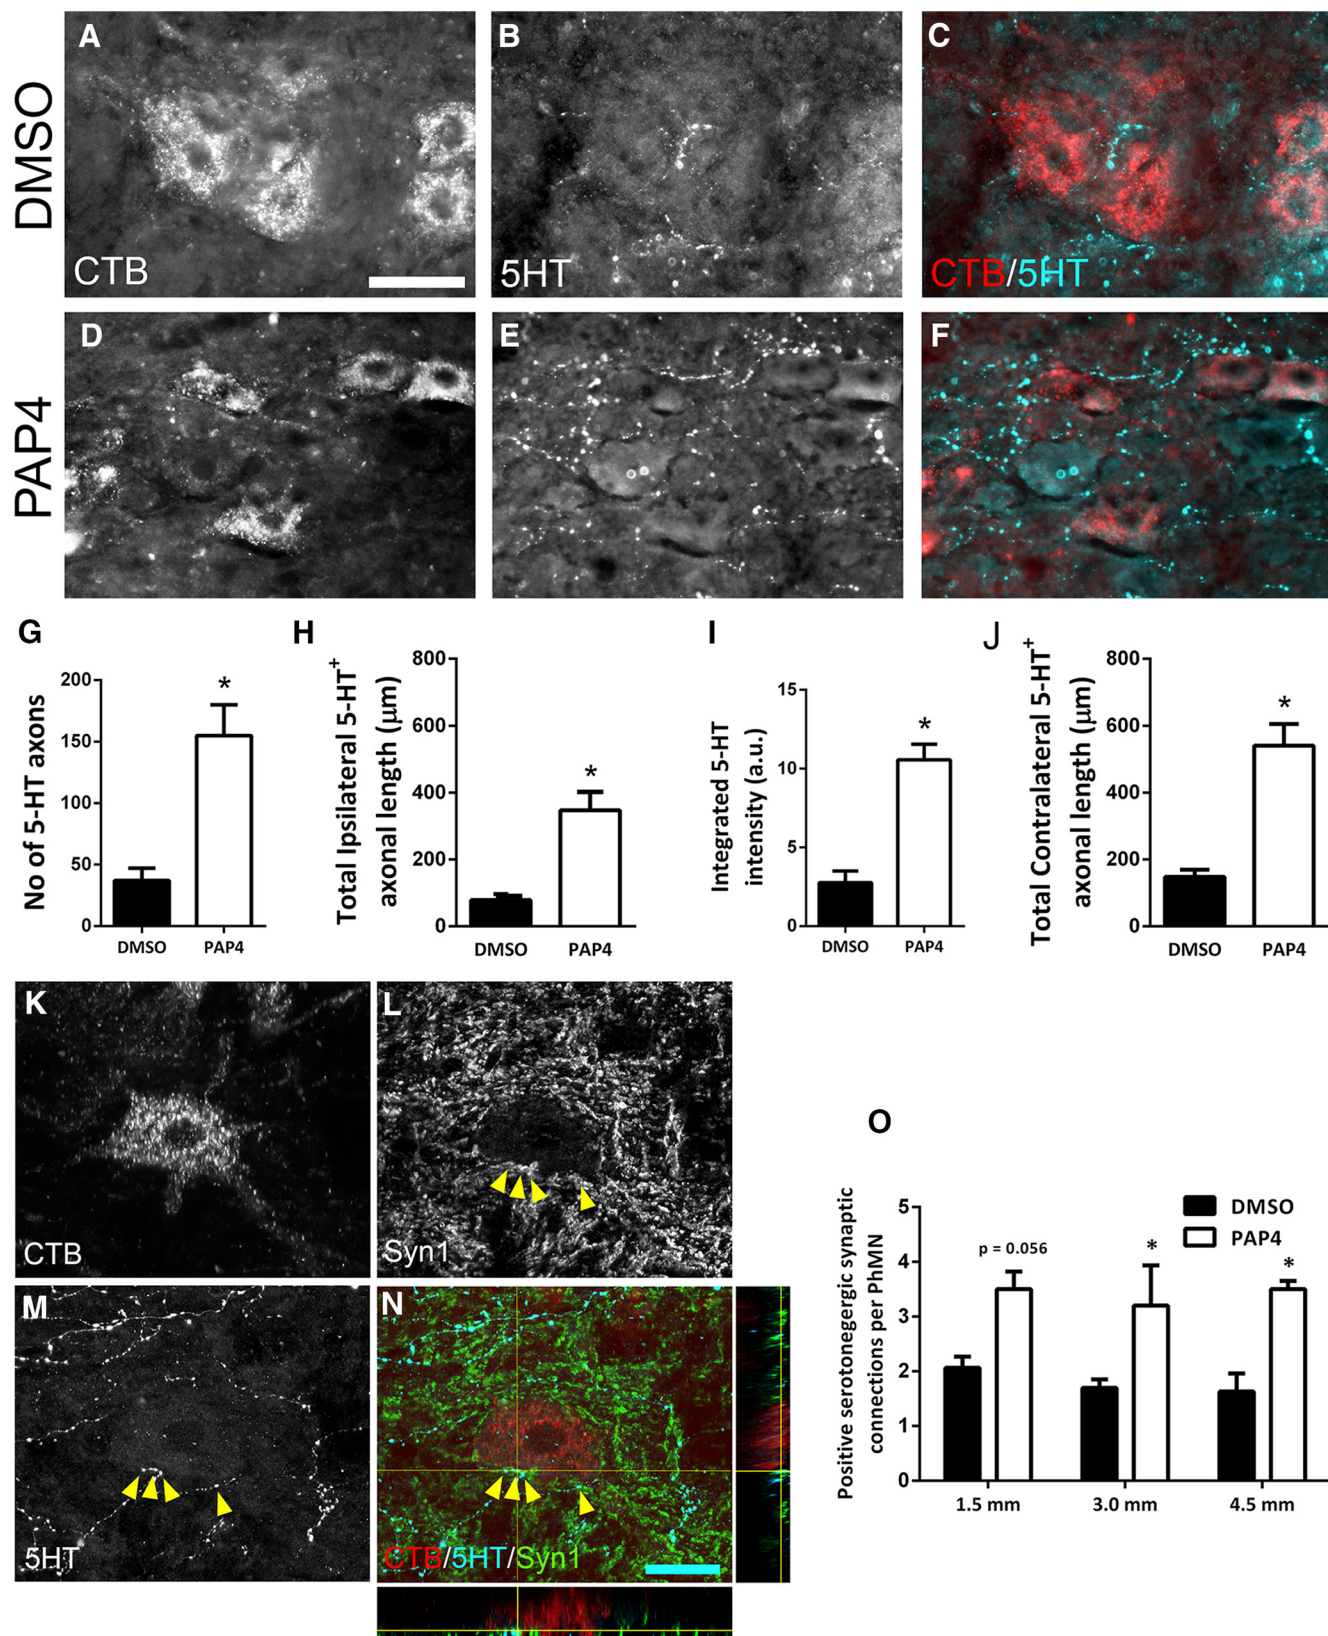 A
B
C
DMSO
CTB
5HT
CTB/5HT
D
E
F
PAP4
G
H
I
J
No of 5-HT axons
200
150
100
50
0
*
DMSO
PAP4
Total Ipsilateral 5-HT+
axonal length (µm)
800
600
400
200
0
*
DMSO
PAP4
Integrated 5-HT
intensity (a.u.)
15
10
5
0
*
DMSO
PAP4
Total Contralateral 5-HT+
axonal length (µm)
800
600
400
200
0
*
DMSO
PAP4
K
CTB
L
Syn1
M
5HT
N
CTB/5HT/Syn1
O
Positive serotonegergic synaptic
connections per PhMN
5
4
3
2
1
0
DMSO
PAP4
p = 0.056
*
*
1.5 mm
3.0 mm
4.5 mm